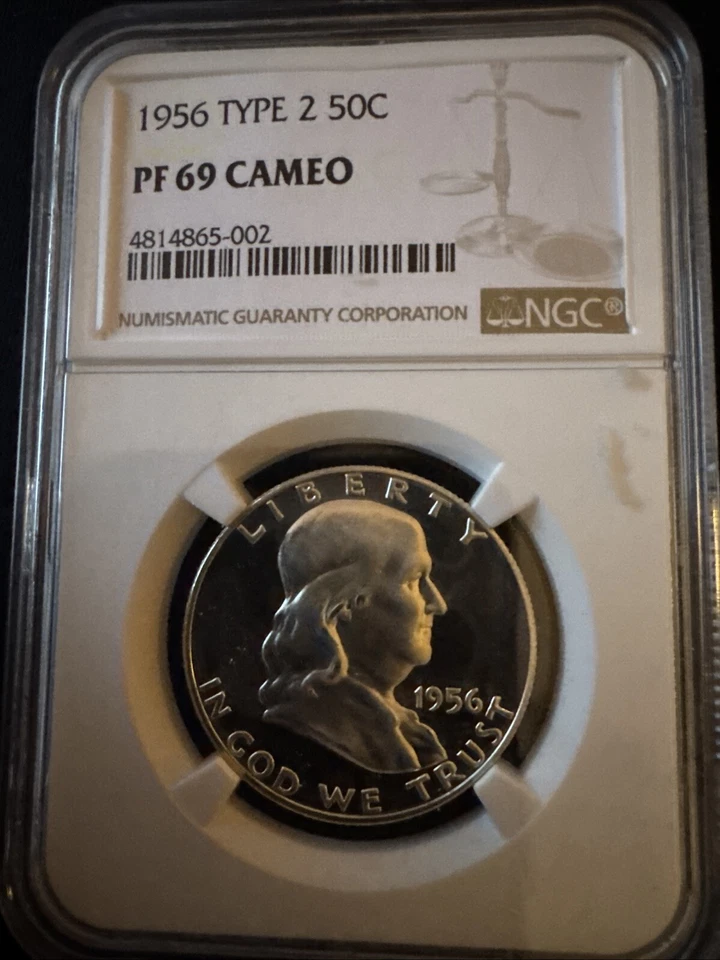 1956 TYPE 2 50C
PF 69 CAMEO
4814865-002
NUMISMATIC GUARANTY CORPORATION
NGC®
LIBERTY
1956
IN GOD WE TRUST